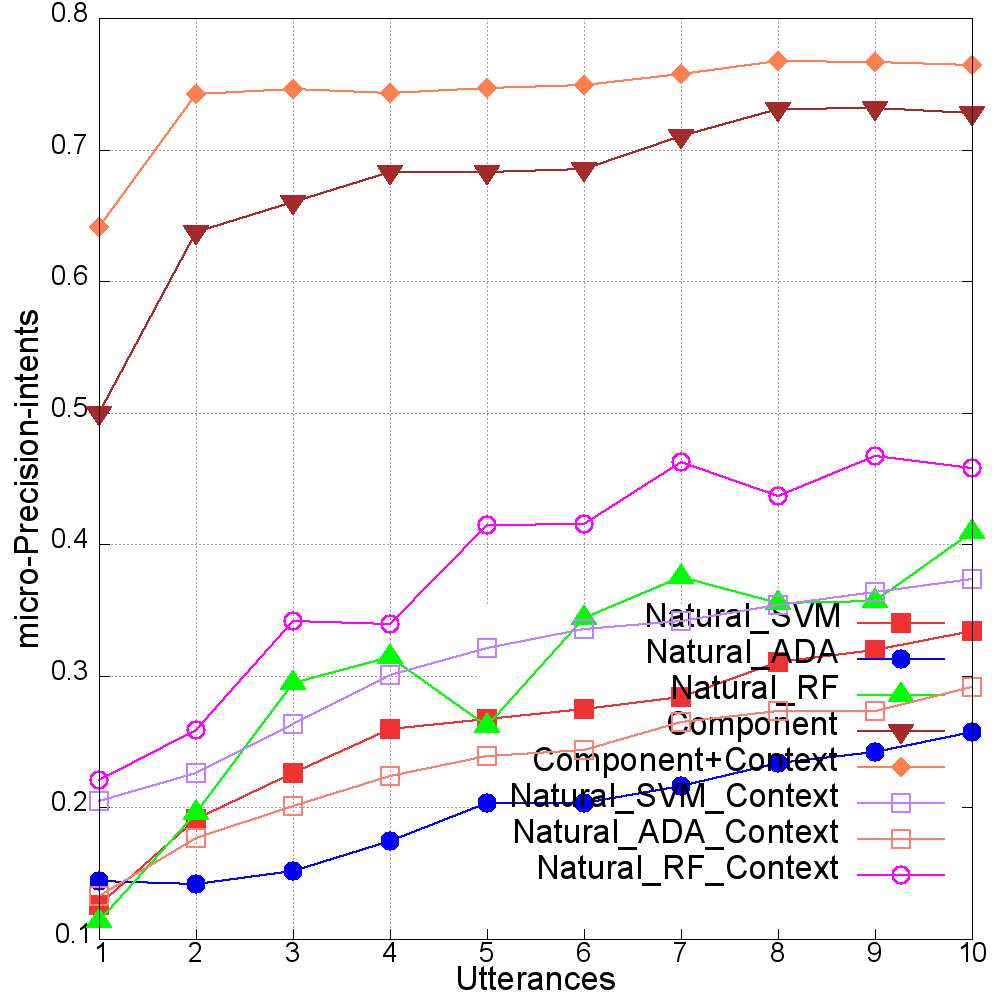 0.8
0.7
0.6
0.5
0.4
0.3
0.2
0.1
micro-Precision-intents
Natural_SVM
Natural_ADA
Natural_RF
Component
Component+Context
Natural_SVM_Context
Natural_ADA_Context
Natural_RF_Context
1 2 3 4 5 6 7 8 9 10
Utterances